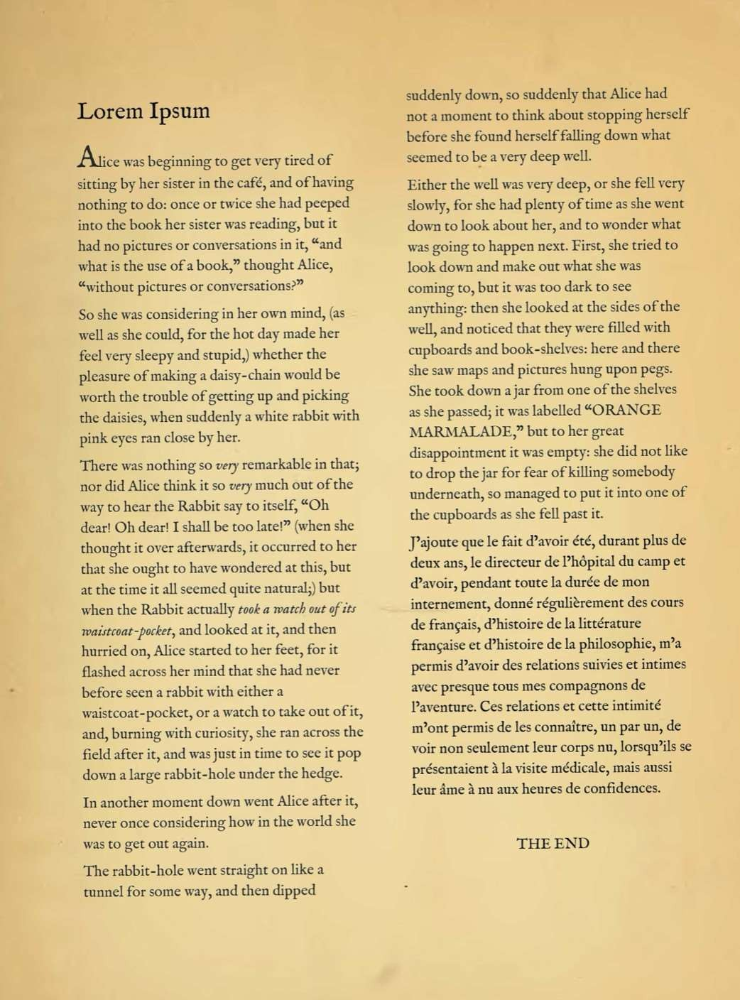 Lorem Ipsum
Alice was beginning to get very tired of
sitting by her sister in the café, and of having
nothing to do: once or twice she had peeped
into the book her sister was reading, but it
had no pictures or conversations in it, “and
what is the use of a book,” thought Alice,
“without pictures or conversations?”
So she was considering in her own mind, (as
well as she could, for the hot day made her
feel very sleepy and stupid,) whether the
pleasure of making a daisy-chain would be
worth the trouble of getting up and picking
the daisies, when suddenly a white rabbit with
pink eyes ran close by her.
There was nothing so very remarkable in that;
nor did Alice think it so very much out of the
way to hear the Rabbit say to itself, “Oh
dear! Oh dear! I shall be too late!” (when she
thought it over afterwards, it occurred to her
that she ought to have wondered at this, but
at the time it all seemed quite natural;) but
when the Rabbit actually took a watch out of its
waistcoat-pocket, and looked at it, and then
hurried on, Alice started to her feet, for it
flashed across her mind that she had never
before seen a rabbit with either a
waistcoat-pocket, or a watch to take out of it,
and, burning with curiosity, she ran across the
field after it, and was just in time to see it pop
down a large rabbit-hole under the hedge.
In another moment down went Alice after it,
never once considering how in the world she
was to get out again.
The rabbit-hole went straight on like a
tunnel for some way, and then dipped
suddenly down, so suddenly that Alice had
not a moment to think about stopping herself
before she found herself falling down what
seemed to be a very deep well.
Either the well was very deep, or she fell very
slowly, for she had plenty of time as she went
down to look about her, and to wonder what
was going to happen next. First, she tried to
look down and make out what she was
coming to, but it was too dark to see
anything: then she looked at the sides of the
well, and noticed that they were filled with
cupboards and book-shelves: here and there
she saw maps and pictures hung upon pegs.
She took down a jar from one of the shelves
as she passed; it was labelled “ORANGE
MARMALADE,” but to her great
disappointment it was empty: she did not like
to drop the jar for fear of killing somebody
underneath, so managed to put it into one of
the cupboards as she fell past it.
J’ajoute que le fait d’avoir été, durant plus de
deux ans, le directeur de l’hôpital du camp et
d’avoir, pendant toute la durée de mon
internement, donné régulièrement des cours
de français, d’histoire de la littérature
française et d’histoire de la philosophie, m’a
permis d’avoir des relations suivies et intimes
avec presque tous mes compagnons de
l’aventure. Ces relations et cette intimité
m’ont permis de les connaître, un par un, de
voir non seulement leur corps nu, lorsqu’ils se
présentaient à la visite médicale, mais aussi
leur âme à nu aux heures de confidences.
THE END